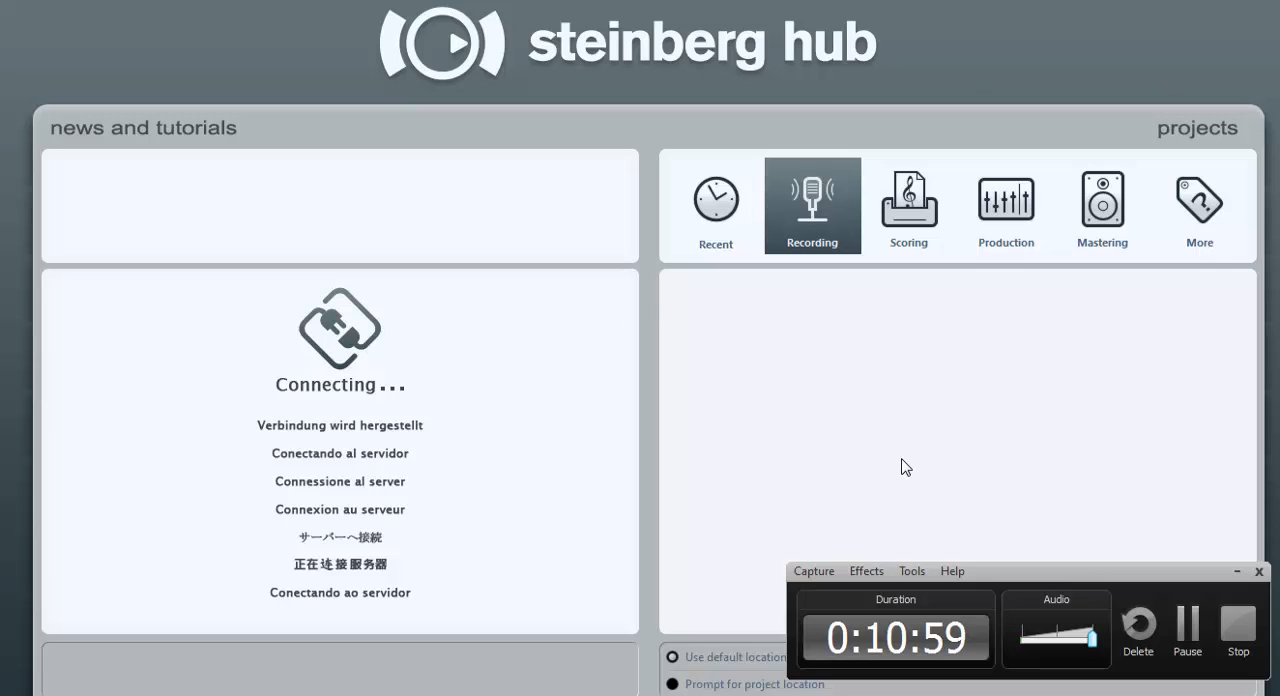 steinberg hub
news and tutorials
projects
Recent
Recording
Scoring
Production
Mastering
More
Connecting...
Verbindung wird hergestellt
Conectando al servidor
Connessione al server
Connexion au serveur
サーバーへ接続
正在连接服务器
Conectando ao servidor
Capture Effects Tools Help
Duration
Audio
0:10:59
Delete
Pause
Stop
Use default location
Prompt for project location